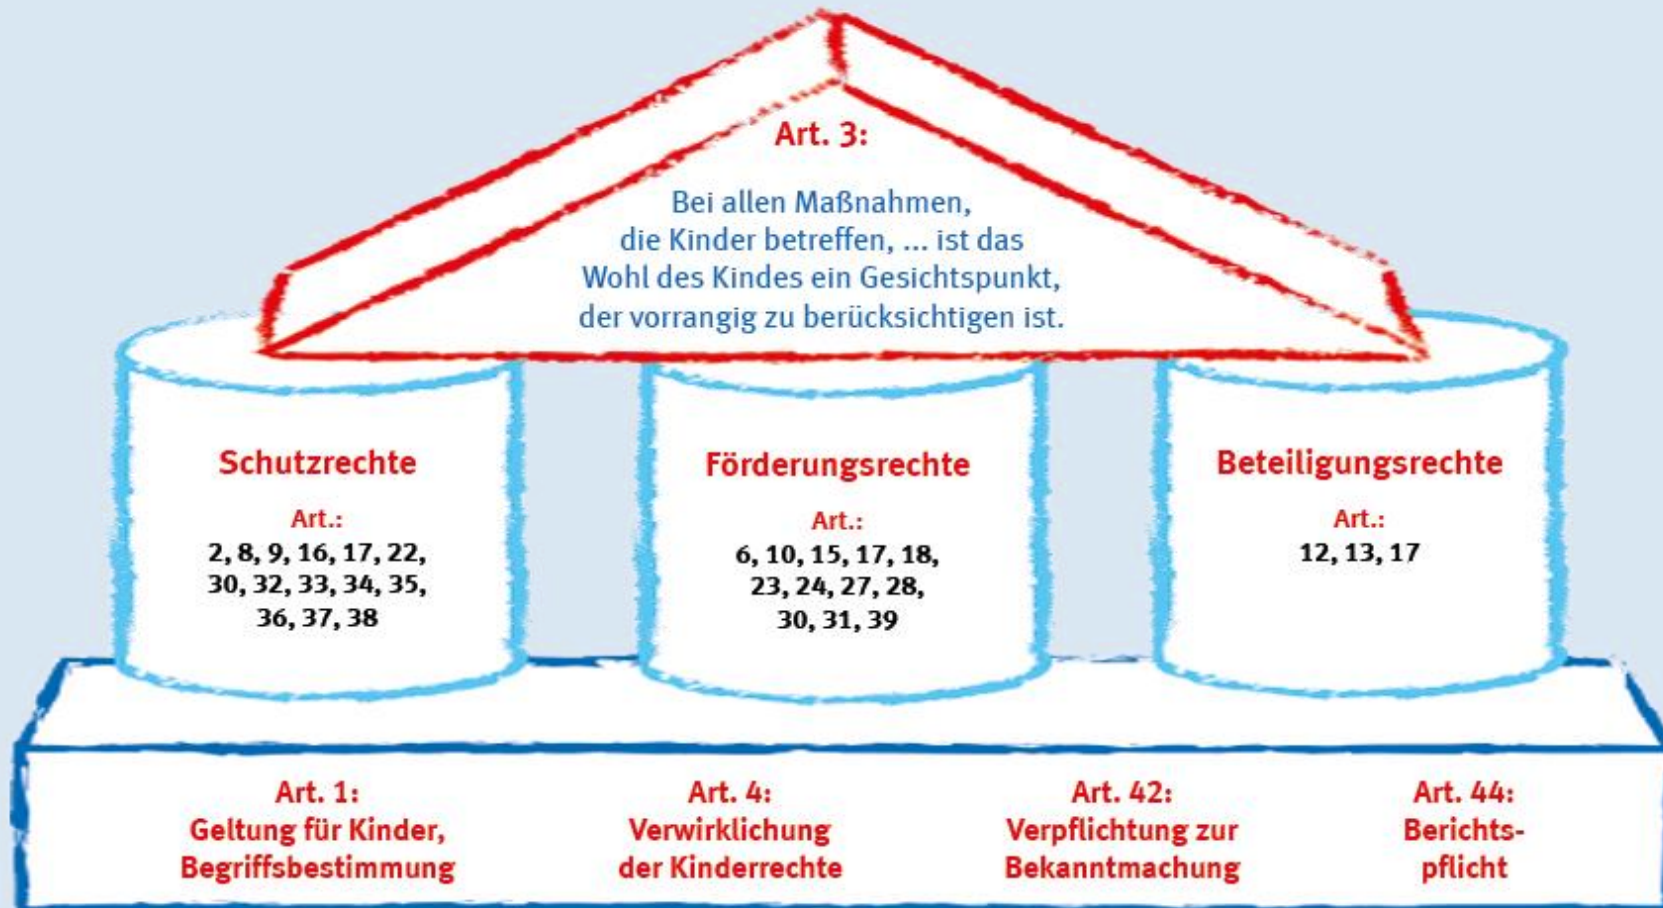 Art. 3:
Bei allen Maßnahmen,
die Kinder betreffen, ... ist das
Wohl des Kindes ein Gesichtspunkt,
der vorrangig zu berücksichtigen ist.
Schutzrechte
Art.:
2, 8, 9, 16, 17, 22,
30, 32, 33, 34, 35,
36, 37, 38
Förderungsrechte
Art.:
6, 10, 15, 17, 18,
23, 24, 27, 28,
30, 31, 39
Beteiligungsrechte
Art.:
12, 13, 17
Art. 1:
Geltung für Kinder,
Begriffsbestimmung
Art. 4:
Verwirklichung
der Kinderrechte
Art. 42:
Verpflichtung zur
Bekanntmachung
Art. 44:
Berichts-
pflicht